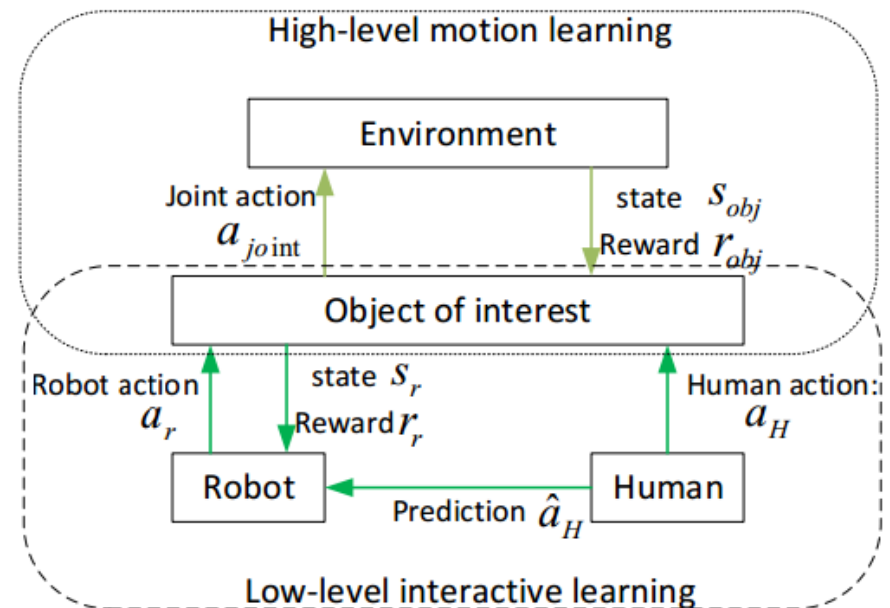 High-level motion learning
Environment
Joint action
a_joint
state s_obj
Reward r_obj
Object of interest
Robot action
a_r
state s_r
Reward r_r
Human action:
a_H
Robot
Human
Prediction â_H
Low-level interactive learning